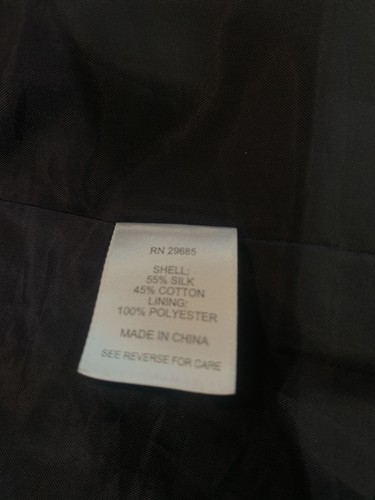 RN 29685
SHELL:
55% SILK
45% COTTON
LINING:
100% POLYESTER
MADE IN CHINA
SEE REVERSE FOR CARE